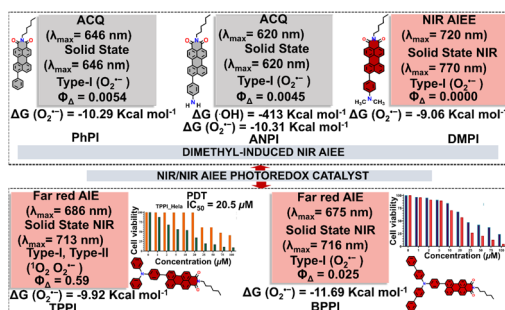 ACQ
(λmax= 646 nm)
Solid State
(λmax= 646 nm)
Type-I (O2•−)
ΦΔ = 0.0054
ΔG (O2•−) = -10.29 Kcal mol-1
PhPI
ACQ
(λmax= 620 nm)
Solid State
(λmax= 620 nm)
Type-I (O2•−)
ΦΔ = 0.0045
NH2
ΔG (·OH) = -413 Kcal mol-1
ΔG (O2•−) = -10.31 Kcal mol-1
ANPI
NIR AIEE
(λmax= 720 nm)
Solid State NIR
(λmax= 770 nm)
Type-I (O2•−)
ΦΔ = 0.0000
H3C
N
CH3
ΔG (O2•−) = -9.06 Kcal mol-1
DMPI
DIMETHYL-INDUCED NIR AIEE
NIR/NIR AIEE PHOTOREDOX CATALYST
Far red AIE
(λmax= 686 nm)
Solid State NIR
(λmax= 713 nm)
Type-I, Type-II
(1O2 O2•−)
ΦΔ = 0.59
ΔG (O2•−) = -9.92 Kcal mol-1
TPPI
PDT
IC50 = 20.5 µM
TPPI_Hela
Cell viability
Concentration (µM)
Far red AIE
(λmax= 675 nm)
Solid State NIR
(λmax= 716 nm)
Type-I (O2•−)
ΦΔ = 0.025
ΔG (O2•−) = -11.69 Kcal mol-1
BPPI
Cell viability
Concentration (µM)